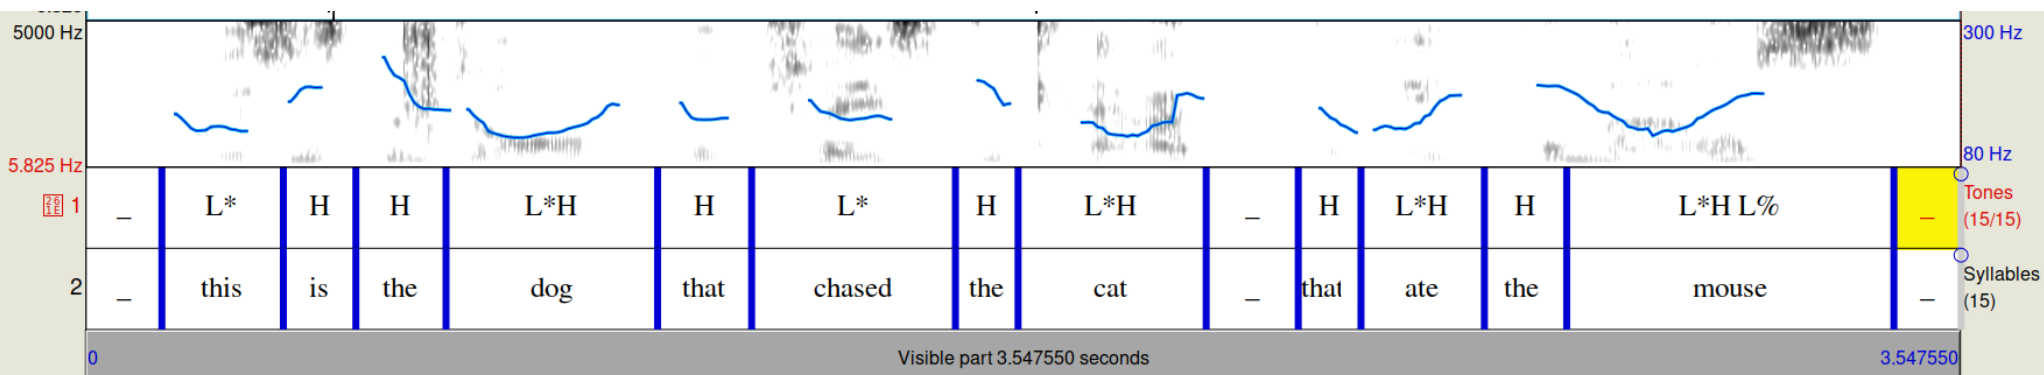 5000 Hz
300 Hz
5.825 Hz
80 Hz
1 _ L* H H L*H H L* H L*H _ H L*H H L*H L% _
Tones
(15/15)
2 _ this is the dog that chased the cat _ that ate the mouse _
Syllables
(15)
0 Visible part 3.547550 seconds 3.547550